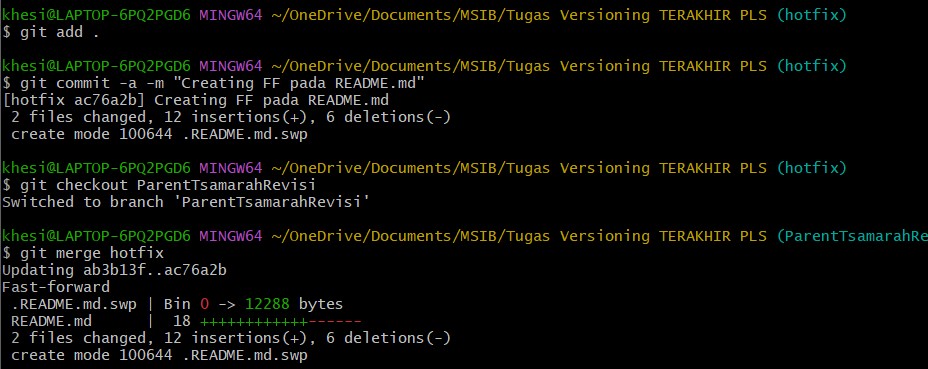 khesi@LAPTOP-6PQ2PGD6 MINGW64 ~/OneDrive/Documents/MSIB/Tugas Versioning TERAKHIR PLS (hotfix)
$ git add .
khesi@LAPTOP-6PQ2PGD6 MINGW64 ~/OneDrive/Documents/MSIB/Tugas Versioning TERAKHIR PLS (hotfix)
$ git commit -a -m "Creating FF pada README.md"
[hotfix ac76a2b] Creating FF pada README.md
 2 files changed, 12 insertions(+), 6 deletions(-)
 create mode 100644 .README.md.swp
khesi@LAPTOP-6PQ2PGD6 MINGW64 ~/OneDrive/Documents/MSIB/Tugas Versioning TERAKHIR PLS (hotfix)
$ git checkout ParentTsamarahRevisi
Switched to branch 'ParentTsamarahRevisi'
khesi@LAPTOP-6PQ2PGD6 MINGW64 ~/OneDrive/Documents/MSIB/Tugas Versioning TERAKHIR PLS (ParentTsamarahRe
$ git merge hotfix
Updating ab3b13f..ac76a2b
Fast-forward
 .README.md.swp | Bin 0 -> 12288 bytes
 README.md      |  18 ++++++++++++------
 2 files changed, 12 insertions(+), 6 deletions(-)
 create mode 100644 .README.md.swp